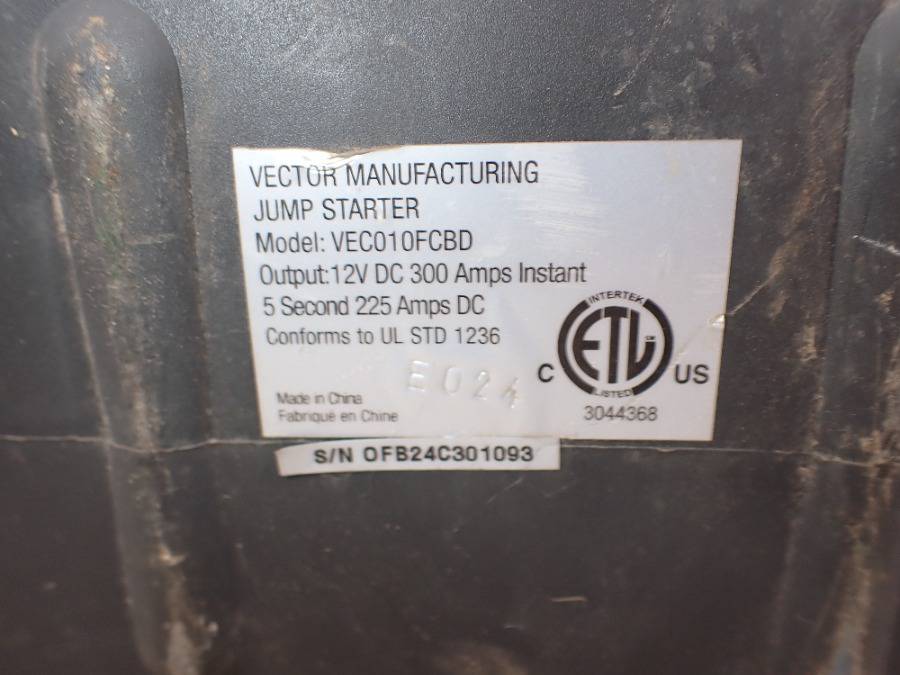 VECTOR MANUFACTURING
JUMP STARTER
Model: VEC010FCBD
Output:12V DC 300 Amps Instant
5 Second 225 Amps DC
Conforms to UL STD 1236
E024
Made in China
Fabriqué en Chine
INTERTEK
C ETL US
LISTED
3044368
S/N OFB24C301093